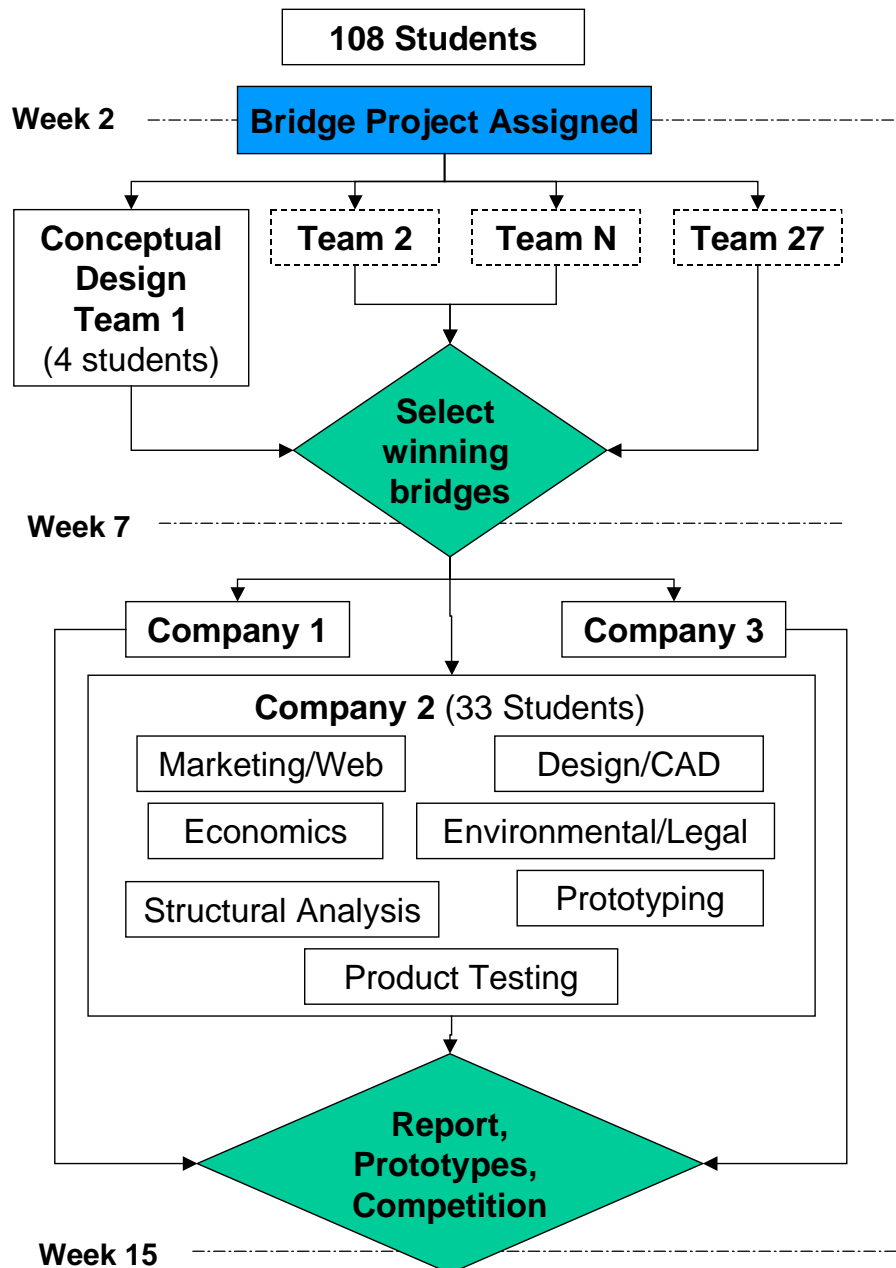 108 Students
Week 2
Bridge Project Assigned
Conceptual
Design
Team 1
(4 students)
Team 2
Team N
Team 27
Select
winning
bridges
Week 7
Company 1
Company 3
Company 2 (33 Students)
Marketing/Web
Design/CAD
Economics
Environmental/Legal
Structural Analysis
Prototyping
Product Testing
Report,
Prototypes,
Competition
Week 15